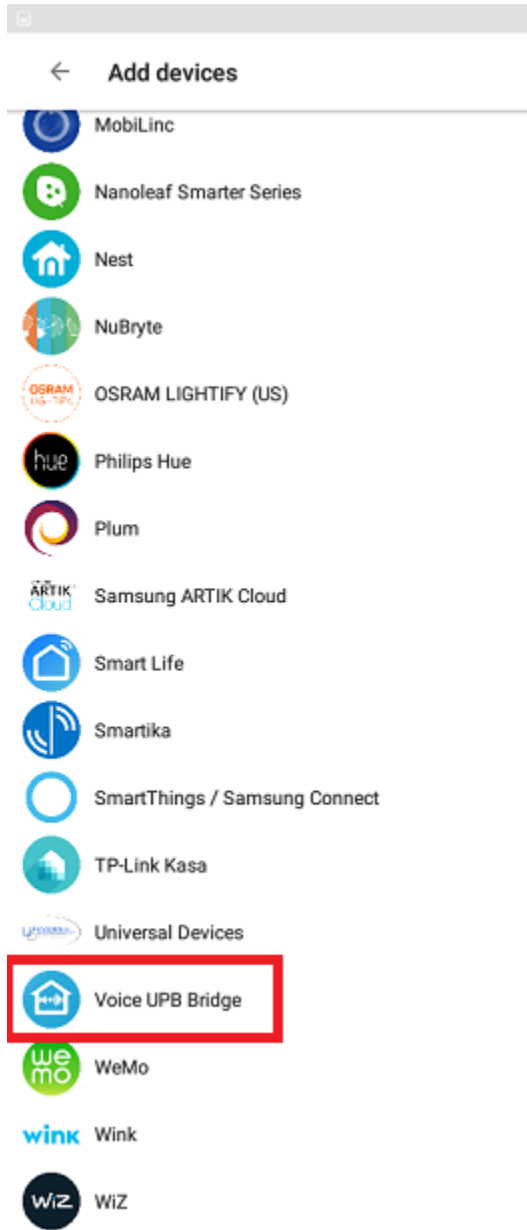 Add devices
MobiLinc
Nanoleaf Smarter Series
Nest
NuBryte
OSRAM
OSRAM LIGHTIFY (US)
hue
Philips Hue
Plum
ARTIK
Cloud
Samsung ARTIK Cloud
Smart Life
Smartika
SmartThings / Samsung Connect
TP-Link Kasa
Universal Devices
Voice UPB Bridge
we
mo
WeMo
wink
Wink
WiZ
WiZ